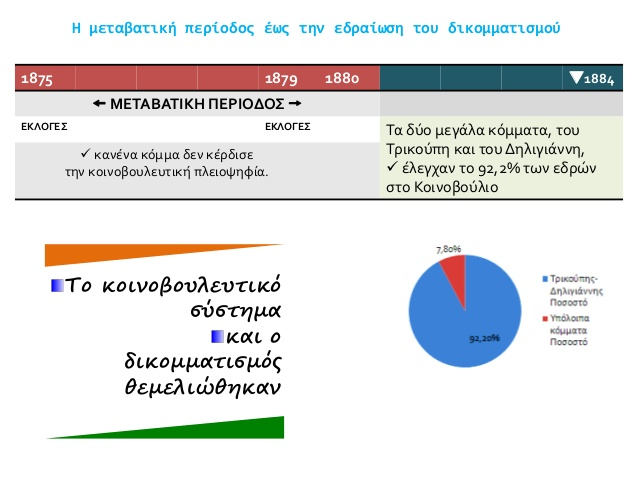 Η μεταβατική περίοδος έως την εδραίωση του δικομματισμού
1875 1879 1880 ▼1884
← ΜΕΤΑΒΑΤΙΚΗ ΠΕΡΙΟΔΟΣ →
ΕΚΛΟΓΕΣ ΕΚΛΟΓΕΣ
✓ κανένα κόμμα δεν κέρδισε
την κοινοβουλευτική πλειοψηφία.
Τα δύο μεγάλα κόμματα, του
Τρικούπη και του Δηλιγιάννη,
✓ έλεγχαν το 92,2% των εδρών
στο Κοινοβούλιο
Το κοινοβουλευτικό
σύστημα
και ο
δικομματισμός
θεμελιώθηκαν
7,80%
92,20%
Τρικούπης-
Δηλιγιάννης
Ποσοστό
Υπόλοιπα
κόμματα
Ποσοστό